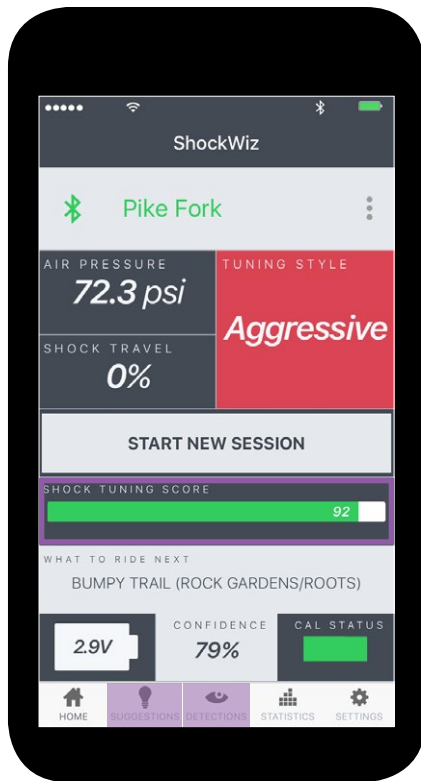 ShockWiz
Pike Fork
AIR PRESSURE
72.3 psi
TUNING STYLE
Aggressive
SHOCK TRAVEL
0%
START NEW SESSION
SHOCK TUNING SCORE
92
WHAT TO RIDE NEXT
BUMPY TRAIL (ROCK GARDENS/ROOTS)
2.9V
CONFIDENCE
79%
CAL STATUS
HOME
SUGGESTIONS
DETECTIONS
STATISTICS
SETTINGS